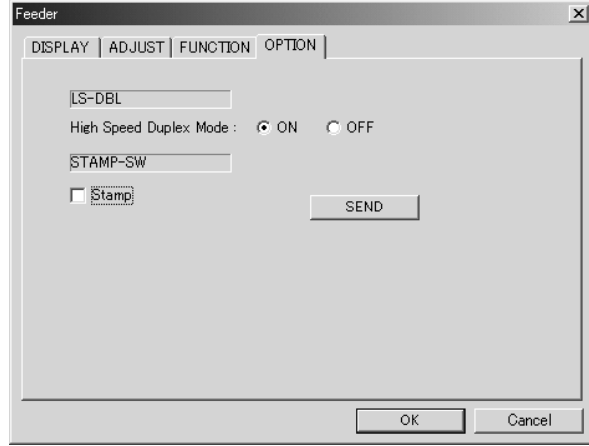 Feeder
DISPLAY ADJUST FUNCTION OPTION
LS-DBL
High Speed Duplex Mode : ON OFF
STAMP-SW
Stamp
SEND
OK Cancel